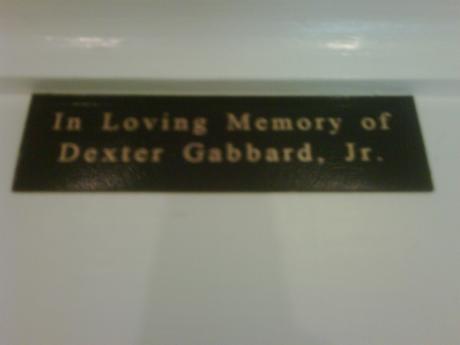 In Loving Memory of
Dexter Gabbard, Jr.